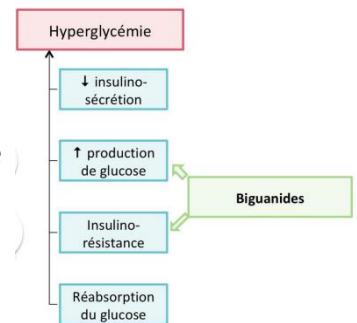 Hyperglycémie
↓ insulino-
sécrétion
↑ production
de glucose
Biguanides
Insulino-
résistance
Réabsorption
du glucose